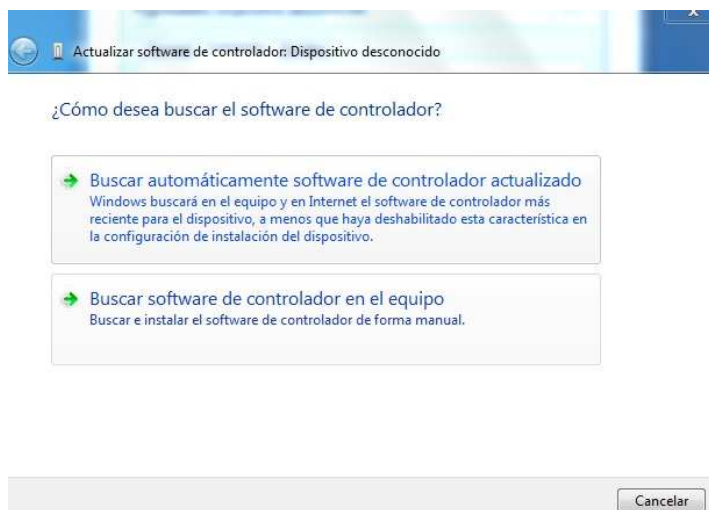 Actualizar software de controlador: Dispositivo desconocido
¿Cómo desea buscar el software de controlador?
Buscar automáticamente software de controlador actualizado
Windows buscará en el equipo y en Internet el software de controlador más
reciente para el dispositivo, a menos que haya deshabilitado esta característica en
la configuración de instalación del dispositivo.
Buscar software de controlador en el equipo
Buscar e instalar el software de controlador de forma manual.
Cancelar